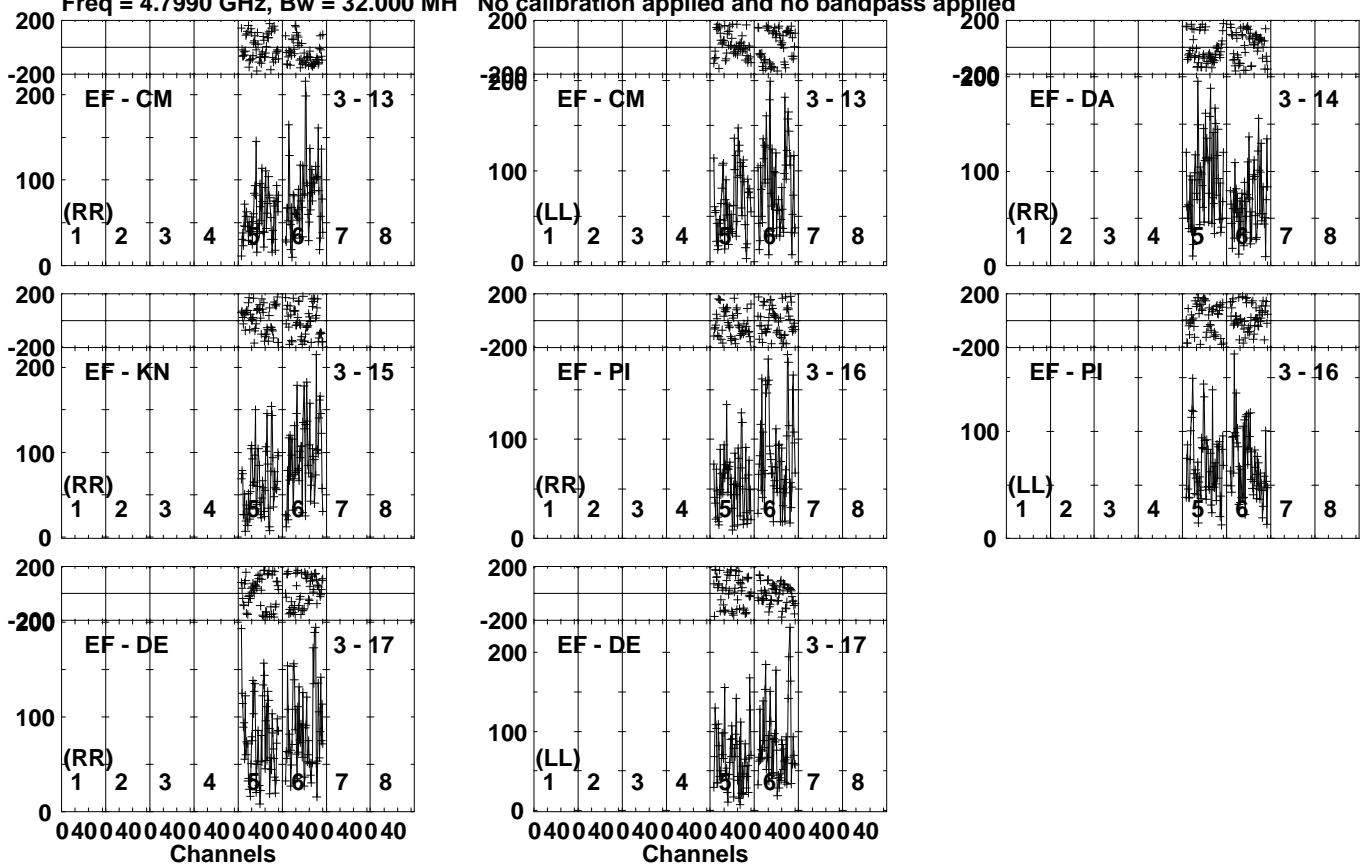 Freq = 4.7990 GHz, Bw = 32.000 MH No calibration applied and no bandpass applied
200 200 200
-200 -200 -200
200 200 200
EF - CM 3 - 13 EF - CM 3 - 13 EF - DA 3 - 14
100 100 100
(RR) (LL) (RR)
1 2 3 4 5 6 7 8 1 2 3 4 5 6 7 8 1 2 3 4 5 6 7 8
0 0 0
200 200 200
-200 -200 -200
200
EF - KN 3 - 15 EF - PI 3 - 16 EF - PI 3 - 16
100 100 100
(RR) (RR) (LL)
1 2 3 4 5 6 7 8 1 2 3 4 5 6 7 8 1 2 3 4 5 6 7 8
0 0 0
200 200
-200 -200
200 200
EF - DE 3 - 17 EF - DE 3 - 17
100 100
(RR) (LL)
1 2 3 4 5 6 7 8 1 2 3 4 5 6 7 8
0 0
0 40 0 40 0 40 0 40 0 40 0 40 0 40 0 40 0 40 0 40 0 40 0 40 0 40 0 40 0 40 0 40
Channels Channels